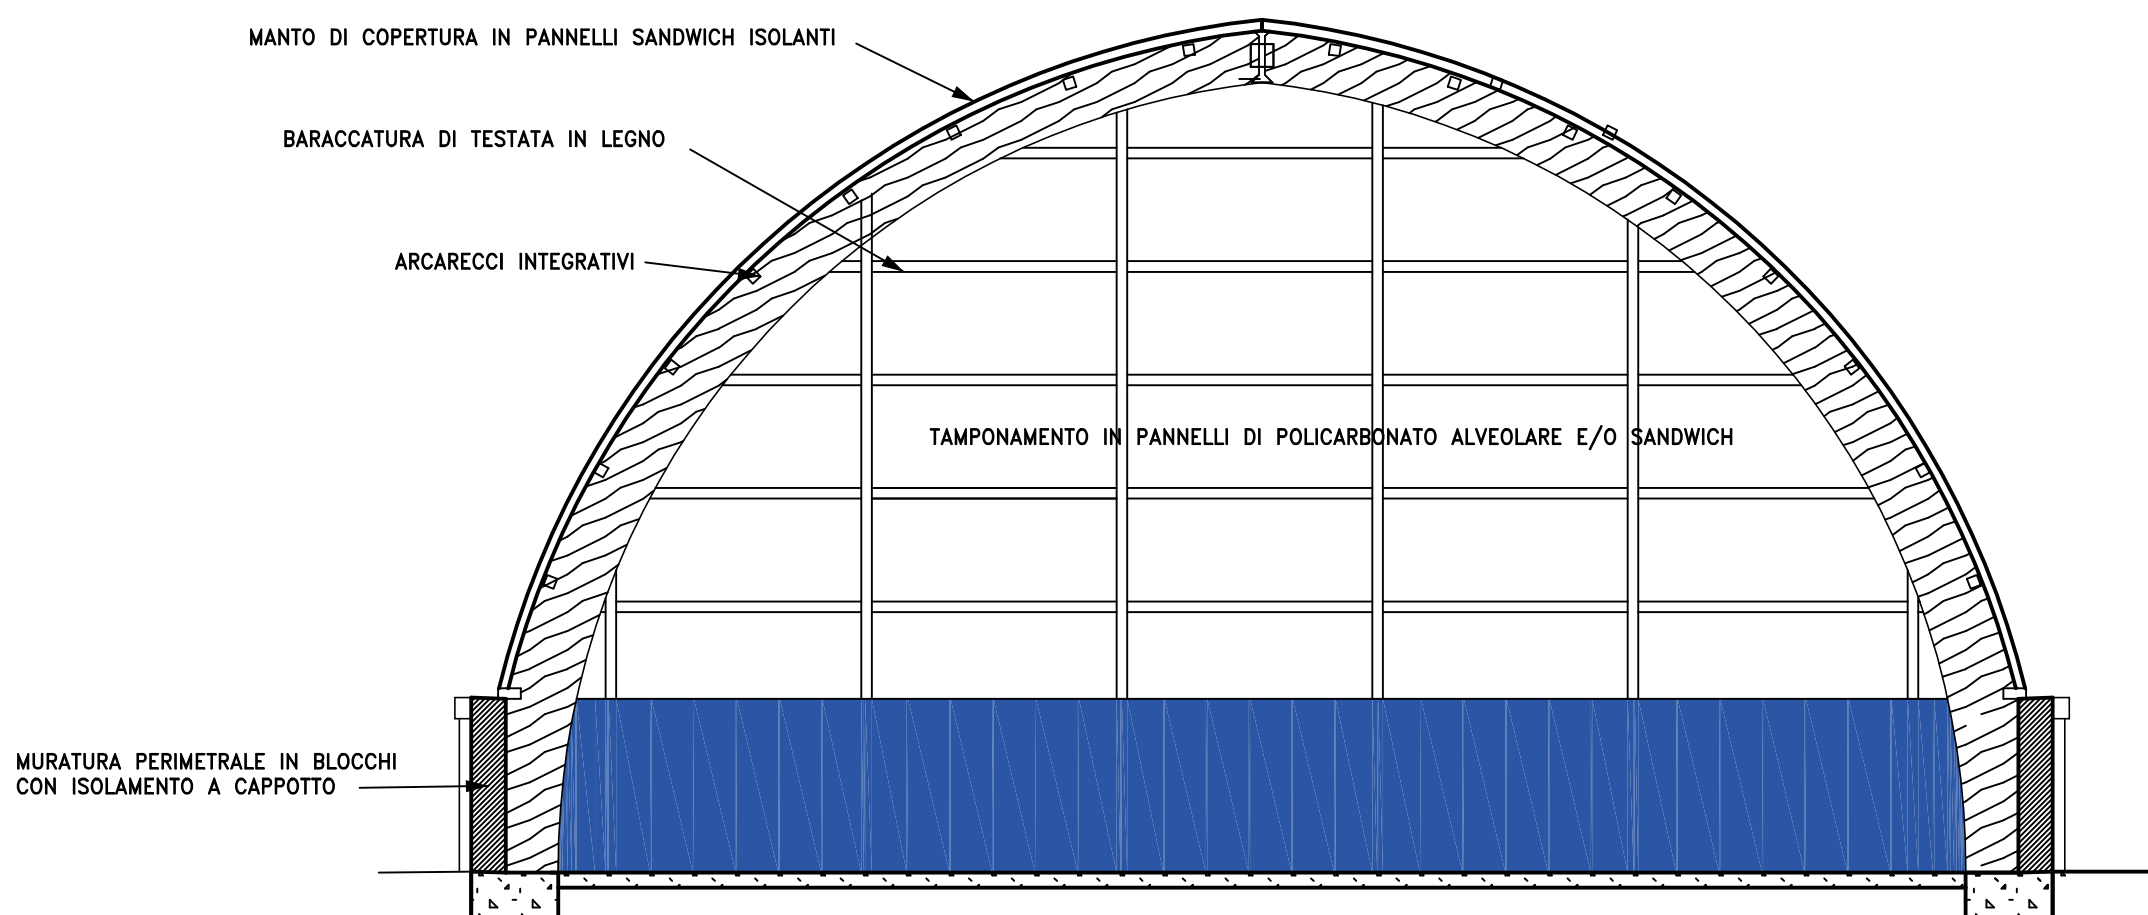 MANTO DI COPERTURA IN PANNELLI SANDWICH ISOLANTI
BARACCATURA DI TESTATA IN LEGNO
ARCARECCI INTEGRATIVI
TAMPONAMENTO IN PANNELLI DI POLICARBONATO ALVEOLARE E/O SANDWICH
MURATURA PERIMETRALE IN BLOCCHI
CON ISOLAMENTO A CAPPOTTO